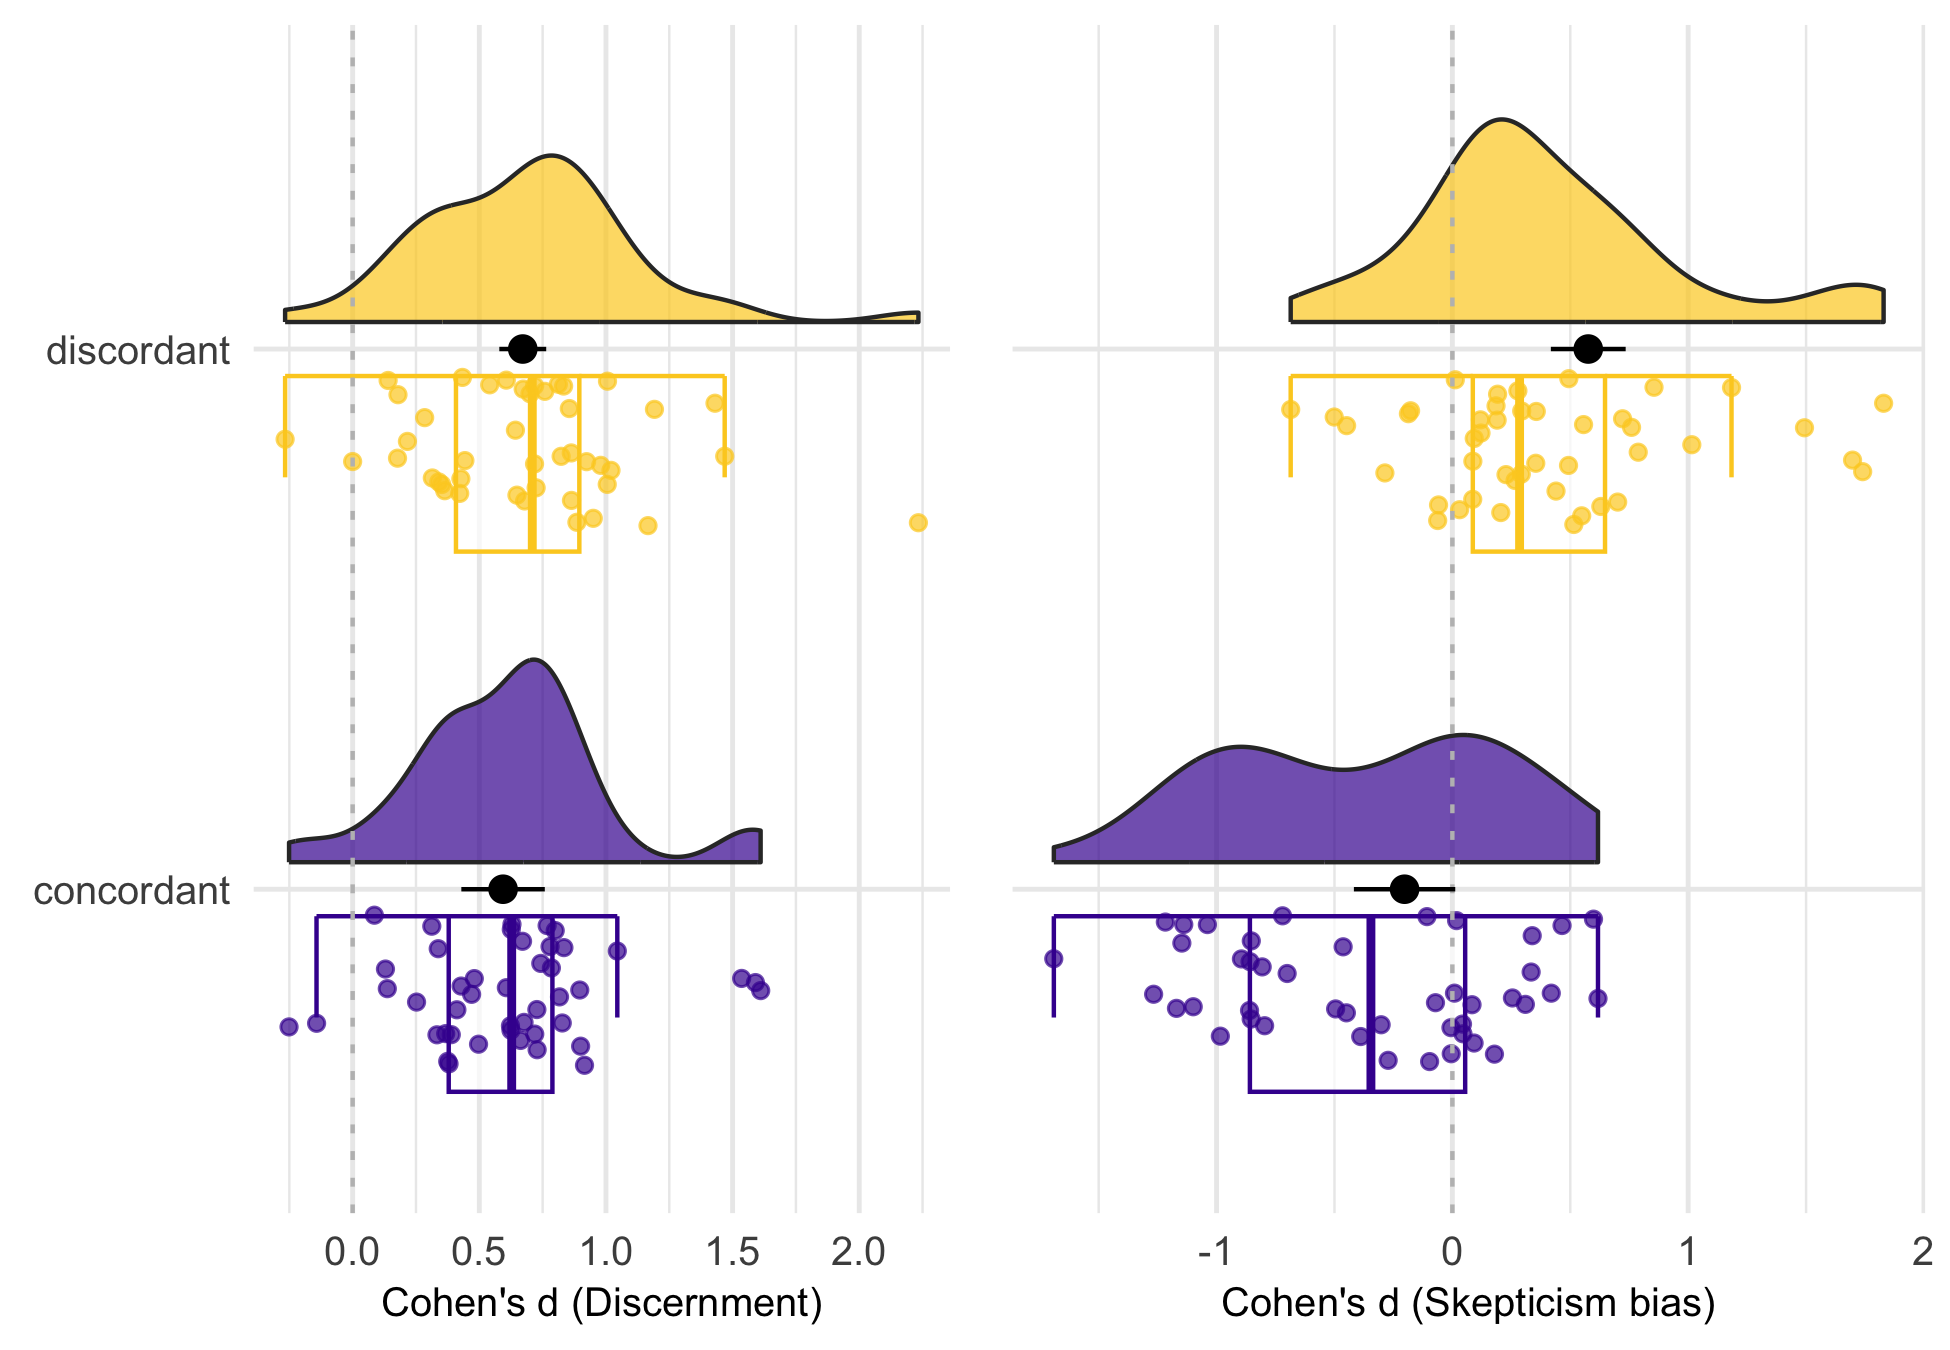 discordant
concordant
0.0 0.5 1.0 1.5 2.0
-1 0 1 2
Cohen's d (Discernment)
Cohen's d (Skepticism bias)